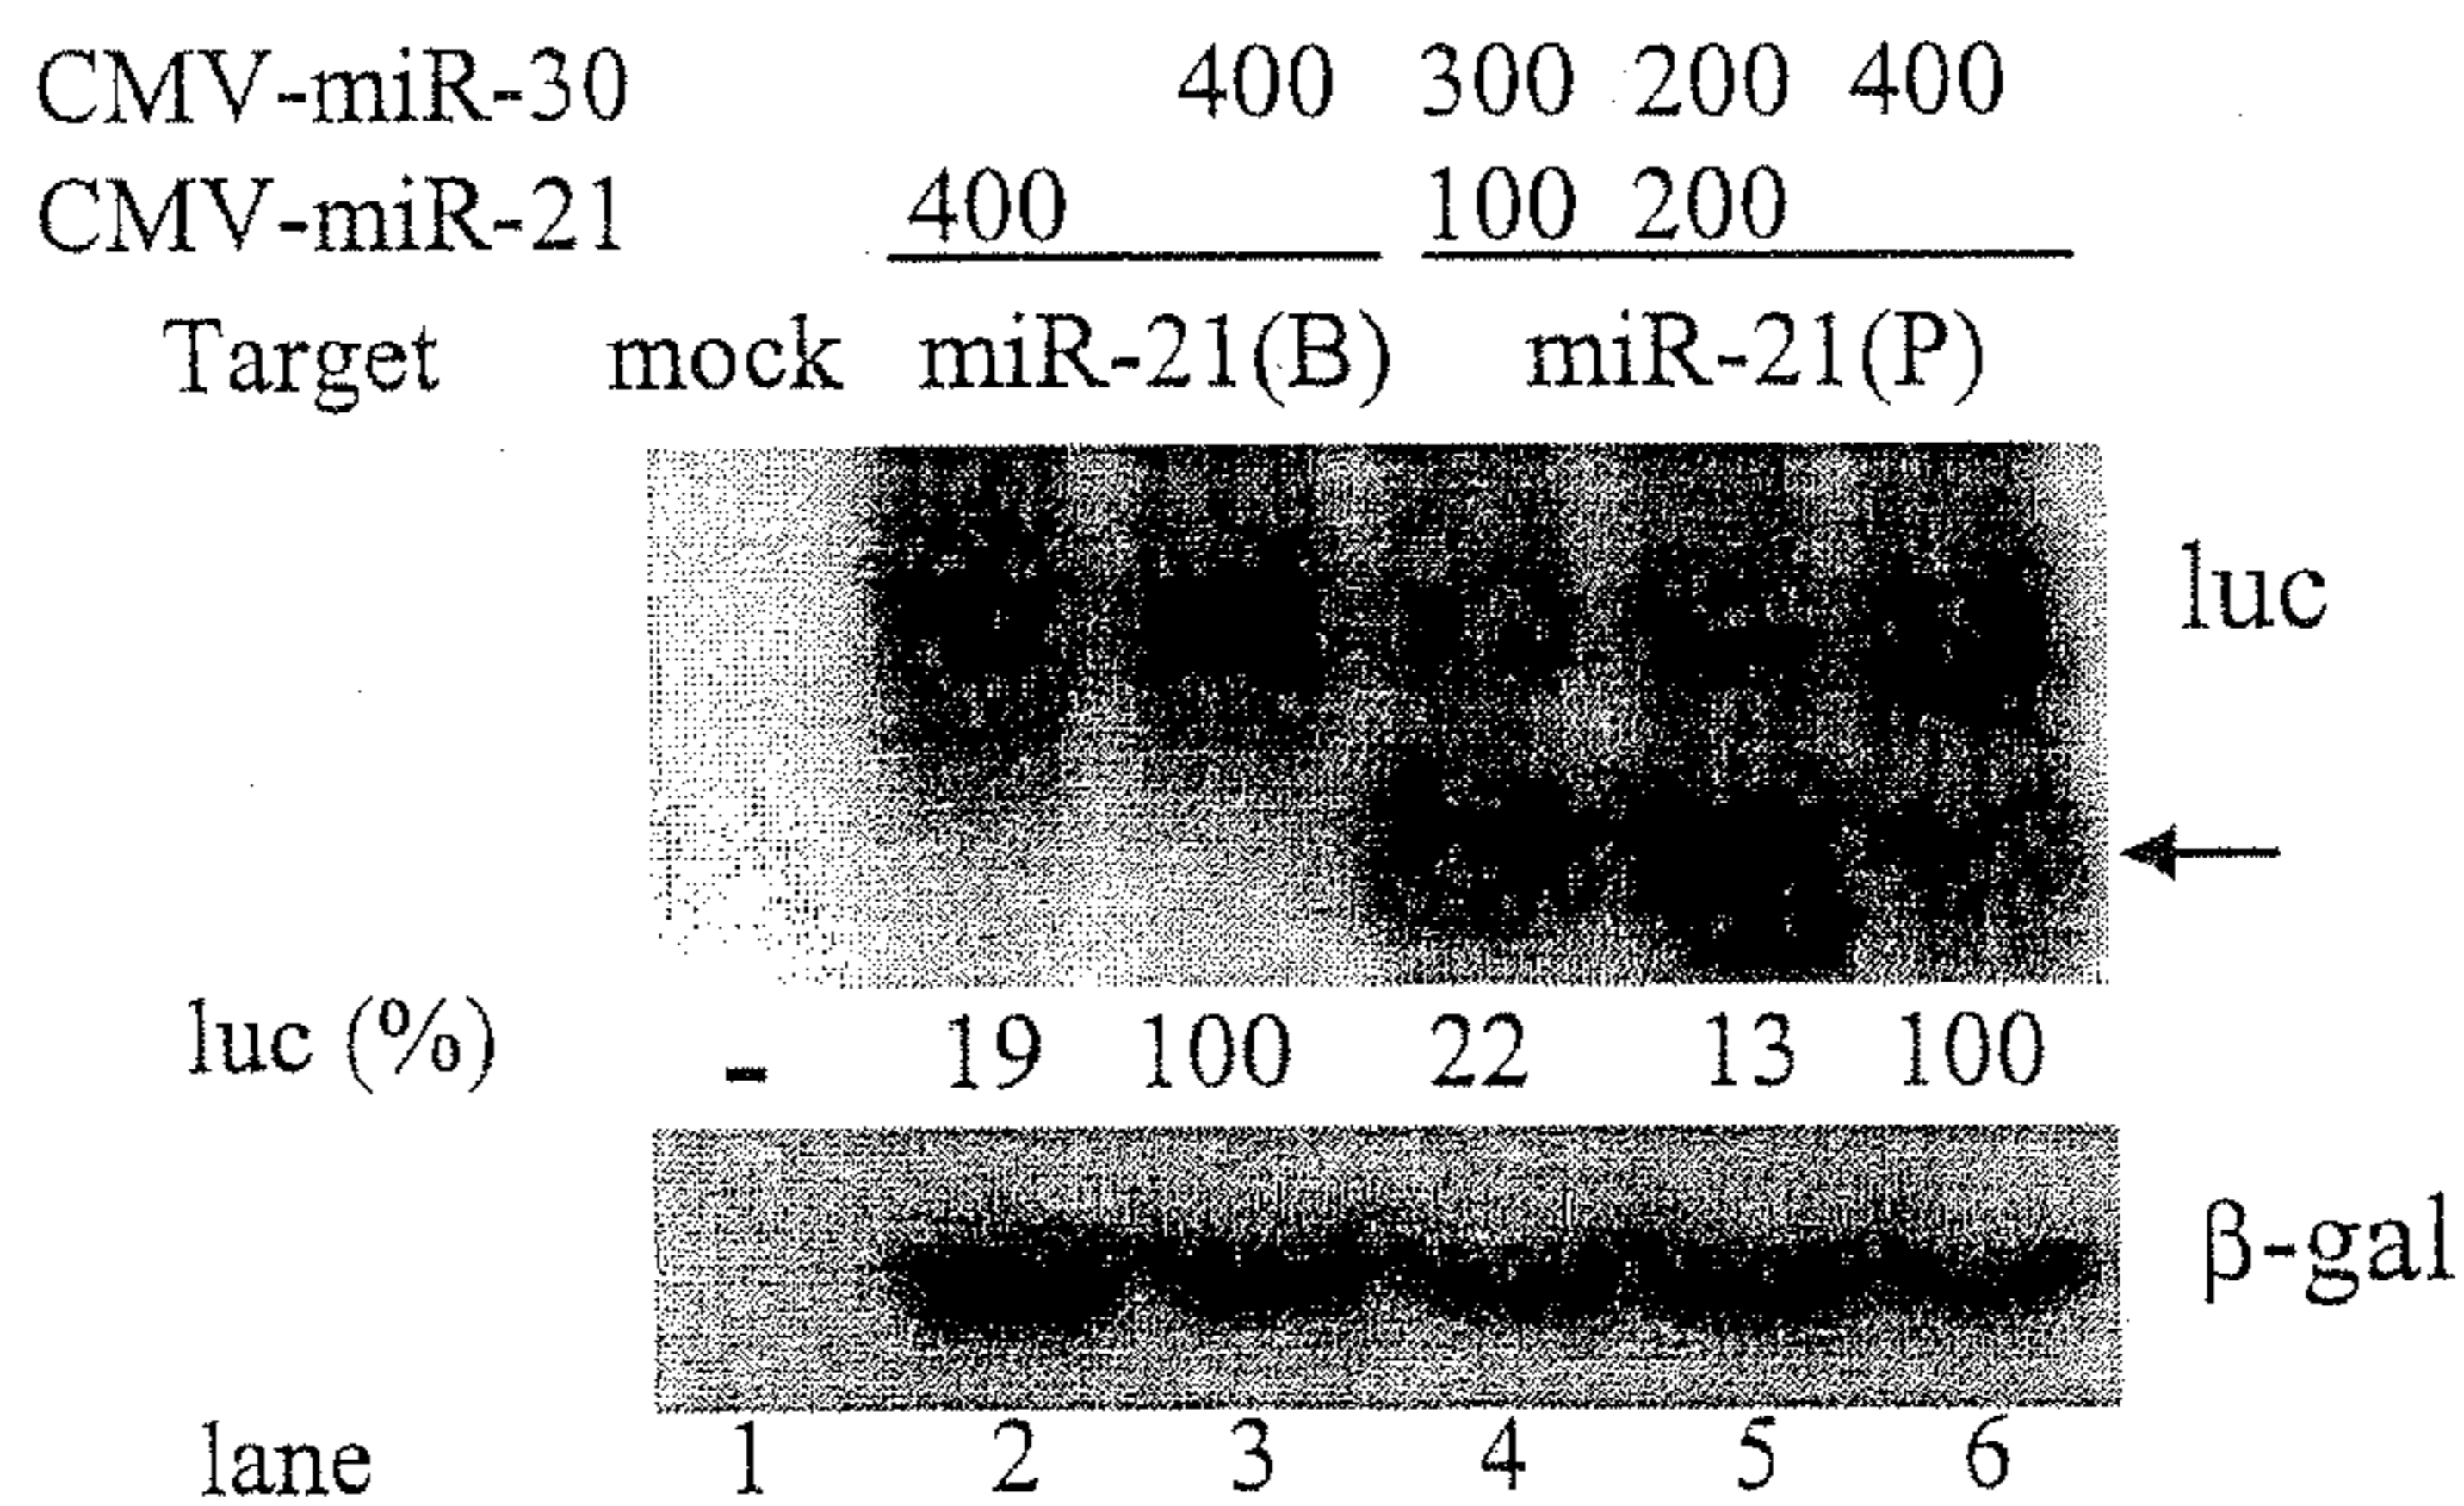 CMV-miR-30 400 300 200 400
CMV-miR-21 400 100 200
Target mock miR-21(B) miR-21(P)
luc
luc (%) - 19 100 22 13 100
β-gal
lane 1 2 3 4 5 6